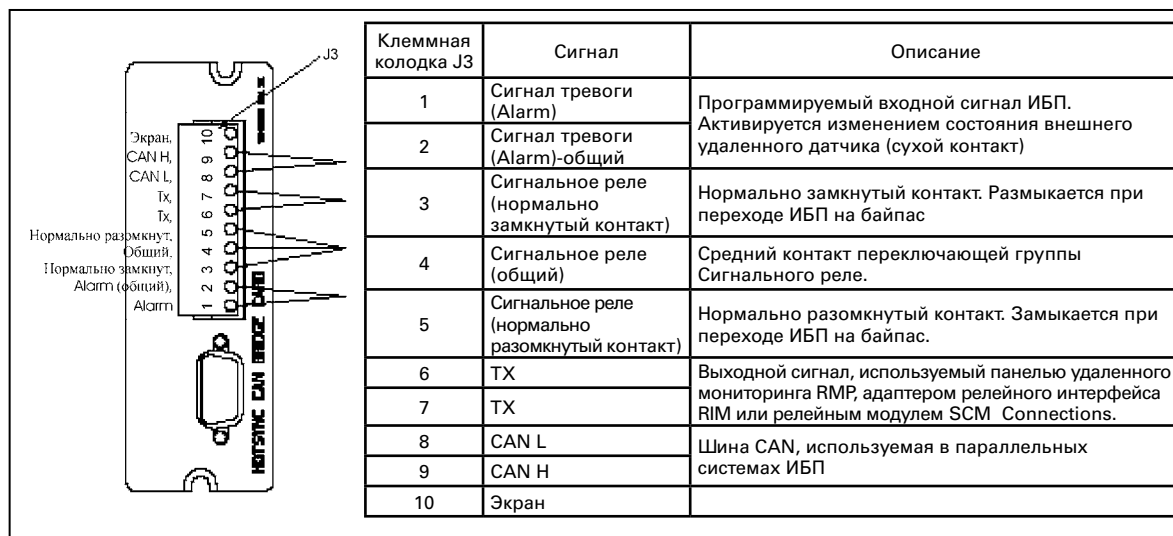 J3
Экран,
CAN H,
CAN L,
Tx,
Tx,
Нормально разомкнут,
Общий,
Нормально замкнут,
Alarm (общий),
Alarm
10
9
8
7
6
5
4
3
2
1
HOTSYNC CAN BRIDGE CARD
Клеммная колодка J3 Сигнал Описание
1 Сигнал тревоги (Alarm)
2 Сигнал тревоги (Alarm)-общий
Программируемый входной сигнал ИБП.
Активируется изменением состояния внешнего
удаленного датчика (сухой контакт)
3 Сигнальное реле (нормально замкнутый контакт)
Нормально замкнутый контакт. Размыкается при
переходе ИБП на байпас
4 Сигнальное реле (общий)
Средний контакт переключающей группы
Сигнального реле.
5 Сигнальное реле (нормально разомкнутый контакт)
Нормально разомкнутый контакт. Замыкается при
переходе ИБП на байпас.
6 TX
7 TX
Выходной сигнал, используемый панелью удаленного
мониторинга RMP, адаптером релейного интерфейса
RIM или релейным модулем SCM Connections.
8 CAN L
9 CAN H
Шина CAN, используемая в параллельных
системах ИБП
10 Экран